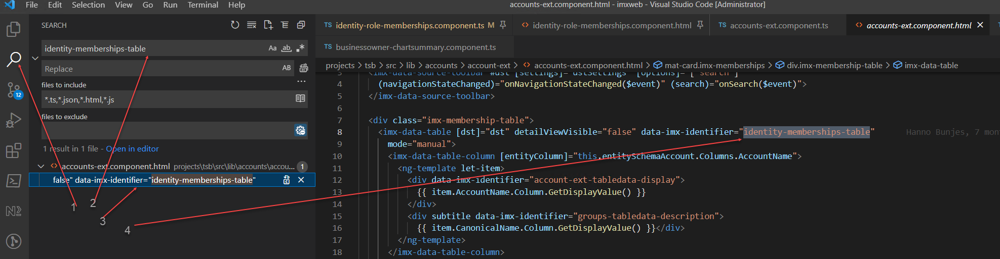 File Edit Selection View Go Run Terminal Help
accounts-ext.component.html - imxweb - Visual Studio Code [Administrator]
SEARCH
identity-memberships-table
Aa ab
Replace
AB
files to include
*.ts,*.json,*.html,*.js
files to exclude
1 result in 1 file - Open in editor
accounts-ext.component.html projects\tsb\src\lib\accounts\accou... 1
false" data-imx-identifier="identity-memberships-table"
12
1
2
3
4
TS identity-role-memberships.component.ts M
identity-role-memberships.component.html
TS accounts-ext.component.ts
accounts-ext.component.html
TS businessowner-chartsummary.component.ts
projects > tsb > src > lib > accounts > account-ext > accounts-ext.component.html > mat-card.imx-memberships > div.imx-membership-table > imx-data-table
3 <imx-data-source-toolbar #dst [settings]="dstSettings" [options]="['search']"
4 (navigationStateChanged)="onNavigationStateChanged($event)" (search)="onSearch($event)">
5 </imx-data-source-toolbar>
6
7 <div class="imx-membership-table">
8 <imx-data-table [dst]="dst" detailViewVisible="false" data-imx-identifier="identity-memberships-table" Hanno Bunjes, 7 mon
9 mode="manual">
10 <imx-data-table-column [entityColumn]="this.entitySchemaAccount.Columns.AccountName">
11 <ng-template let-item>
12 <div data-imx-identifier="account-ext-tabledata-display">
13 {{ item.AccountName.Column.GetDisplayValue() }}
14 </div>
15 <div subtitle data-imx-identifier="groups-tabledata-description">
16 {{ item.CanonicalName.Column.GetDisplayValue() }}</div>
17 </ng-template>
18 </imx-data-table-column>